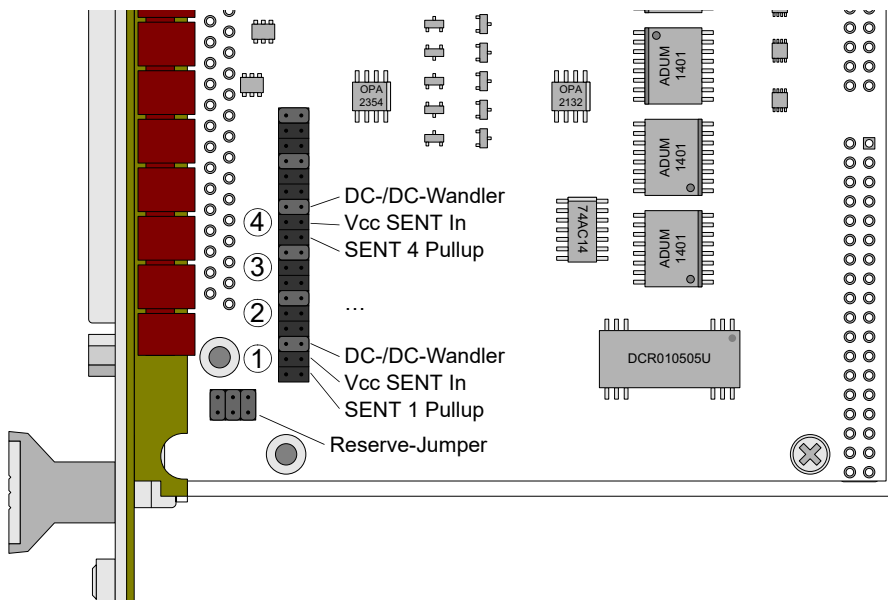 OPA
2354
OPA
2132
ADUM
1401
ADUM
1401
ADUM
1401
74AC14
DC-/DC-Wandler
4
Vcc SENT In
SENT 4 Pullup
3
2
...
1
DC-/DC-Wandler
Vcc SENT In
SENT 1 Pullup
DCR010505U
Reserve-Jumper